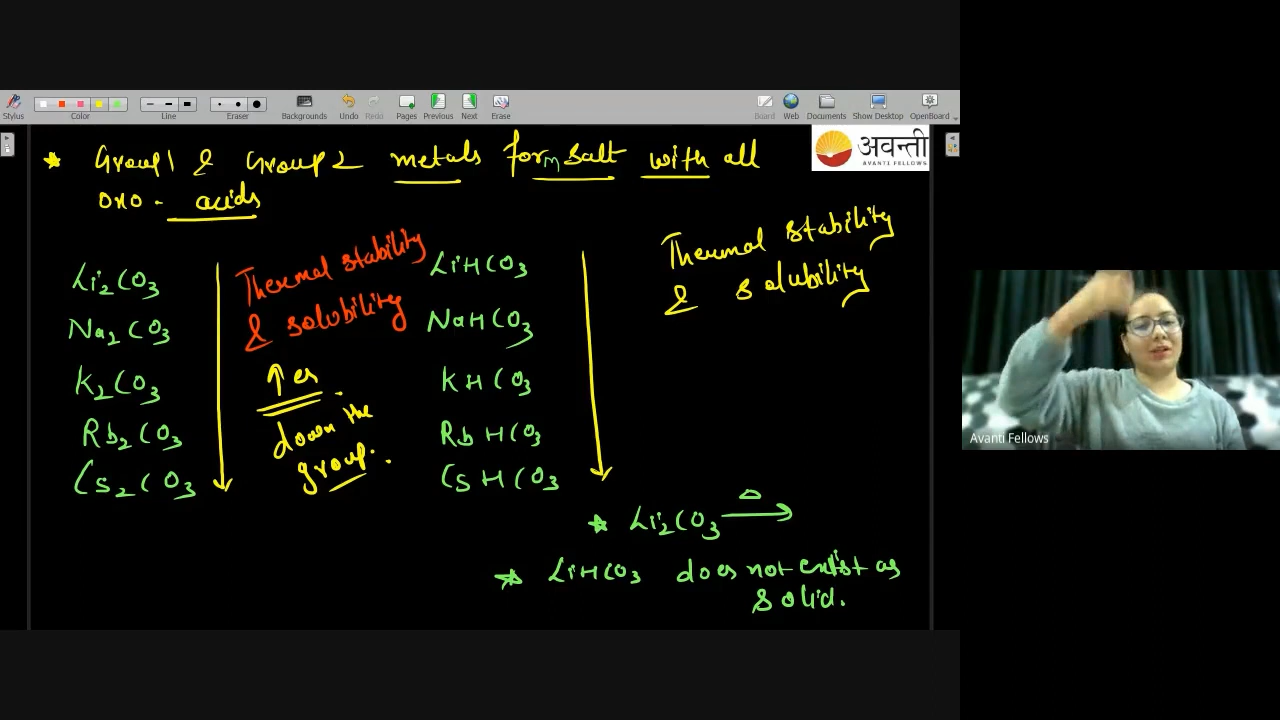 Stylus
Color
Line
Eraser
Backgrounds
Undo
Redo
Pages
Previous
Next
Erase
Board
Web
Documents
Show Desktop
OpenBoard
* Group 1 & Group 2 metals form salt with all
oxo - acids
अवन्ती
AVANTI FELLOWS
Li₂CO₃
Na₂CO₃
K₂CO₃
Rb₂CO₃
Cs₂CO₃
Thermal stability
& solubility
↑es.
down the
group.
LiHCO₃
NaHCO₃
KHCO₃
RbHCO₃
CsHCO₃
Thermal stability
& solubility
* Li₂CO₃ Δ→
* LiHCO₃ does not exist as
solid.
Avanti Fellows